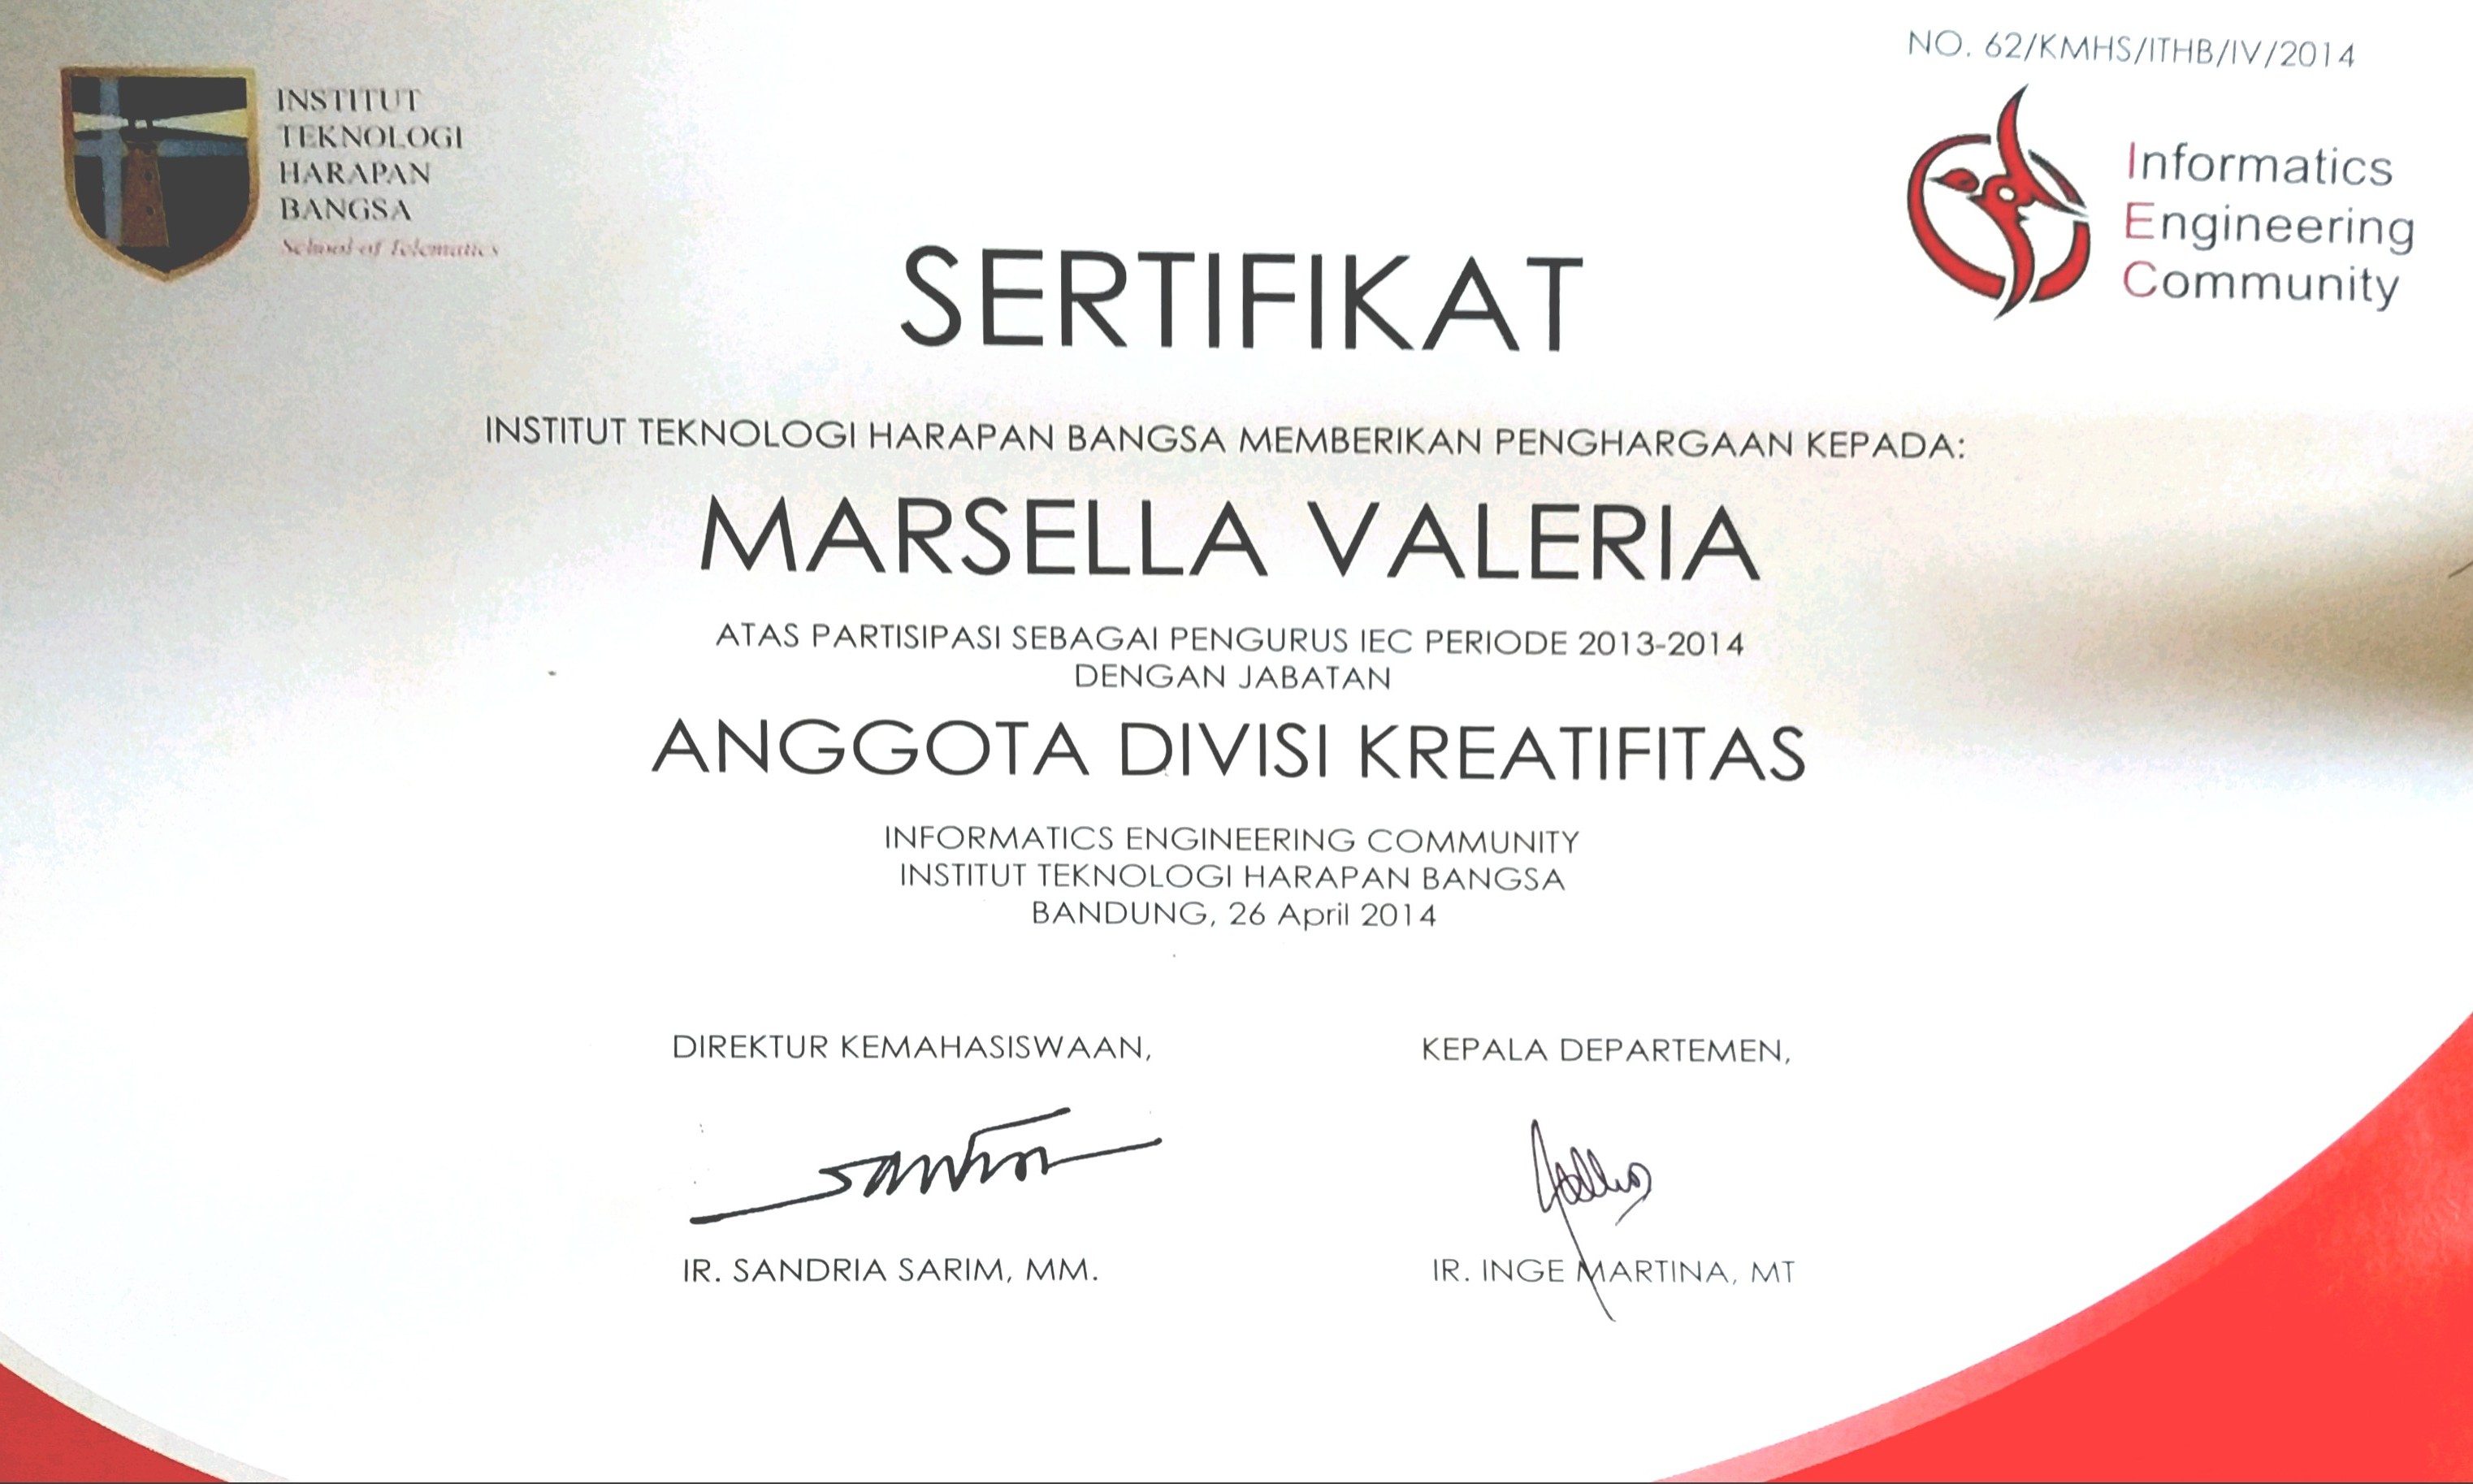 NO. 62/KMHS/ITHB/IV/2014
INSTITUT
TEKNOLOGI
HARAPAN
BANGSA
School of Telematics
Informatics
Engineering
Community
SERTIFIKAT
INSTITUT TEKNOLOGI HARAPAN BANGSA MEMBERIKAN PENGHARGAAN KEPADA:
MARSELLA VALERIA
ATAS PARTISIPASI SEBAGAI PENGURUS IEC PERIODE 2013-2014
DENGAN JABATAN
ANGGOTA DIVISI KREATIFITAS
INFORMATICS ENGINEERING COMMUNITY
INSTITUT TEKNOLOGI HARAPAN BANGSA
BANDUNG, 26 April 2014
DIREKTUR KEMAHASISWAAN,
KEPALA DEPARTEMEN,
IR. SANDRIA SARIM, MM.
IR. INGE MARTINA, MT